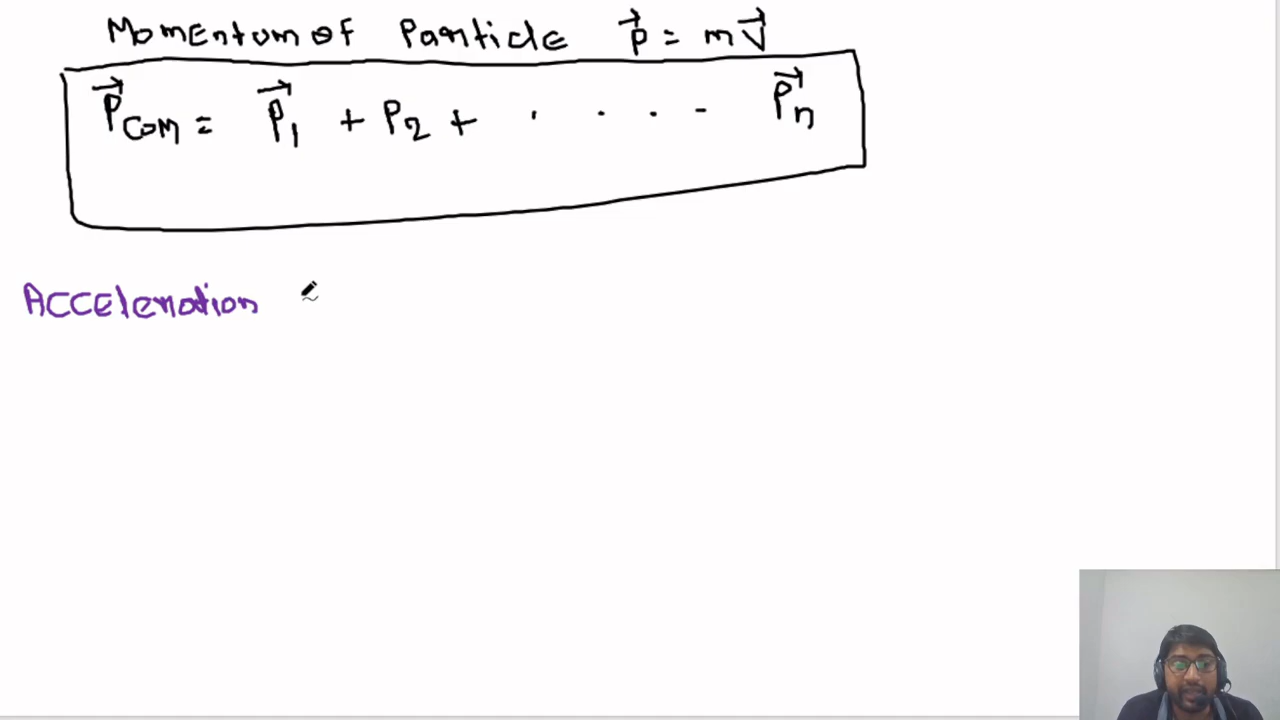 Momentum of Particle p⃗ = mv⃗
P⃗com = P⃗1 + P2 + . . . - P⃗n
Acceleration